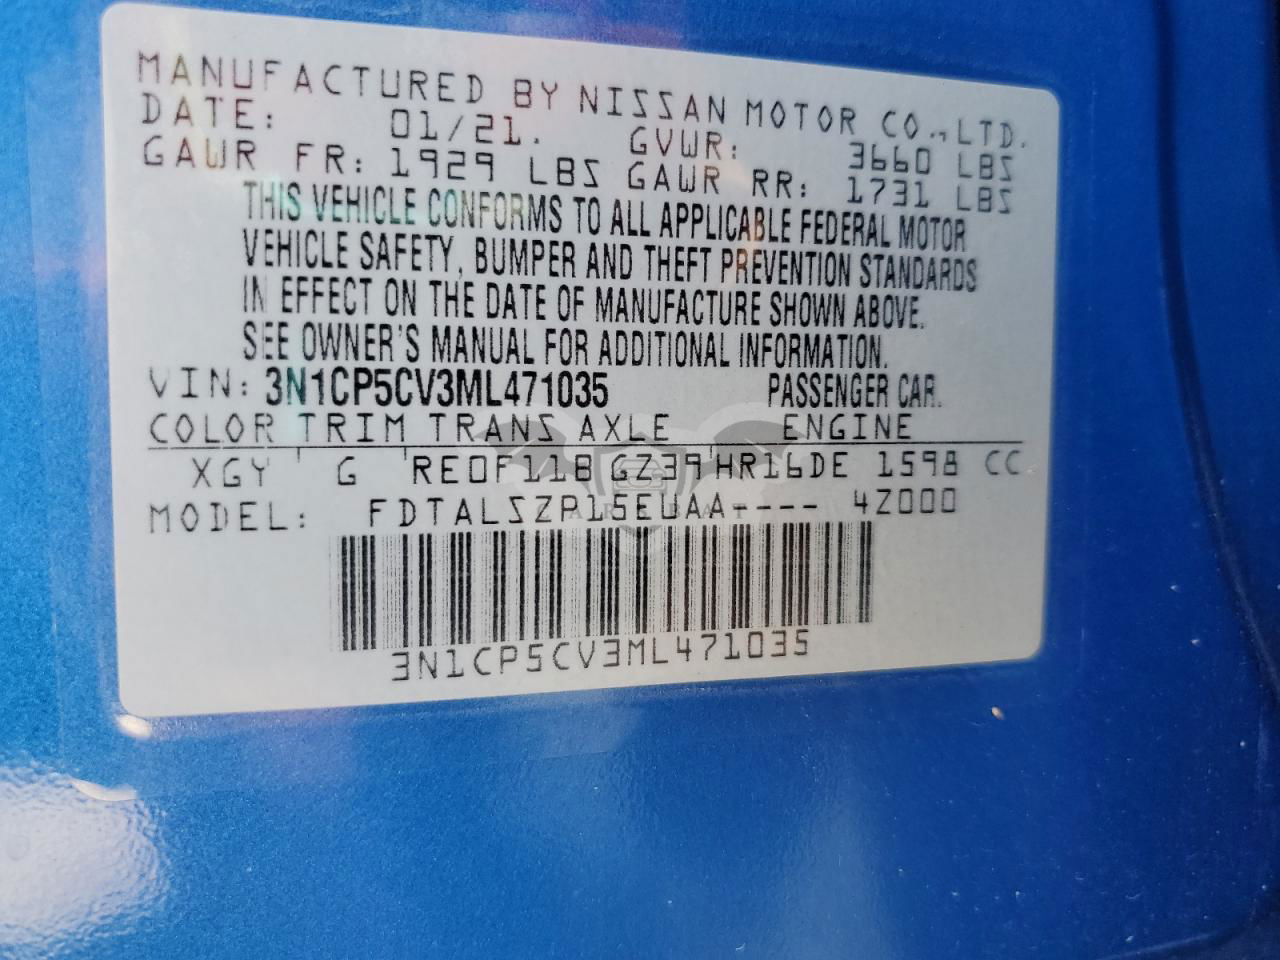 MANUFACTURED BY NISSAN MOTOR CO., LTD.
DATE: 01/21. GVWR: 3660 LBS
GAWR FR: 1929 LBS GAWR RR: 1731 LBS
THIS VEHICLE CONFORMS TO ALL APPLICABLE FEDERAL MOTOR
VEHICLE SAFETY, BUMPER AND THEFT PREVENTION STANDARDS
IN EFFECT ON THE DATE OF MANUFACTURE SHOWN ABOVE.
SEE OWNER'S MANUAL FOR ADDITIONAL INFORMATION.
VIN: 3N1CP5CV3ML471035 PASSENGER CAR.
COLOR TRIM TRANS AXLE ENGINE
XGY G RE0F11B GZ39 HR16DE 1598 CC
MODEL: FDTALSZP15EUAA---- 4Z000
3N1CP5CV3ML471035